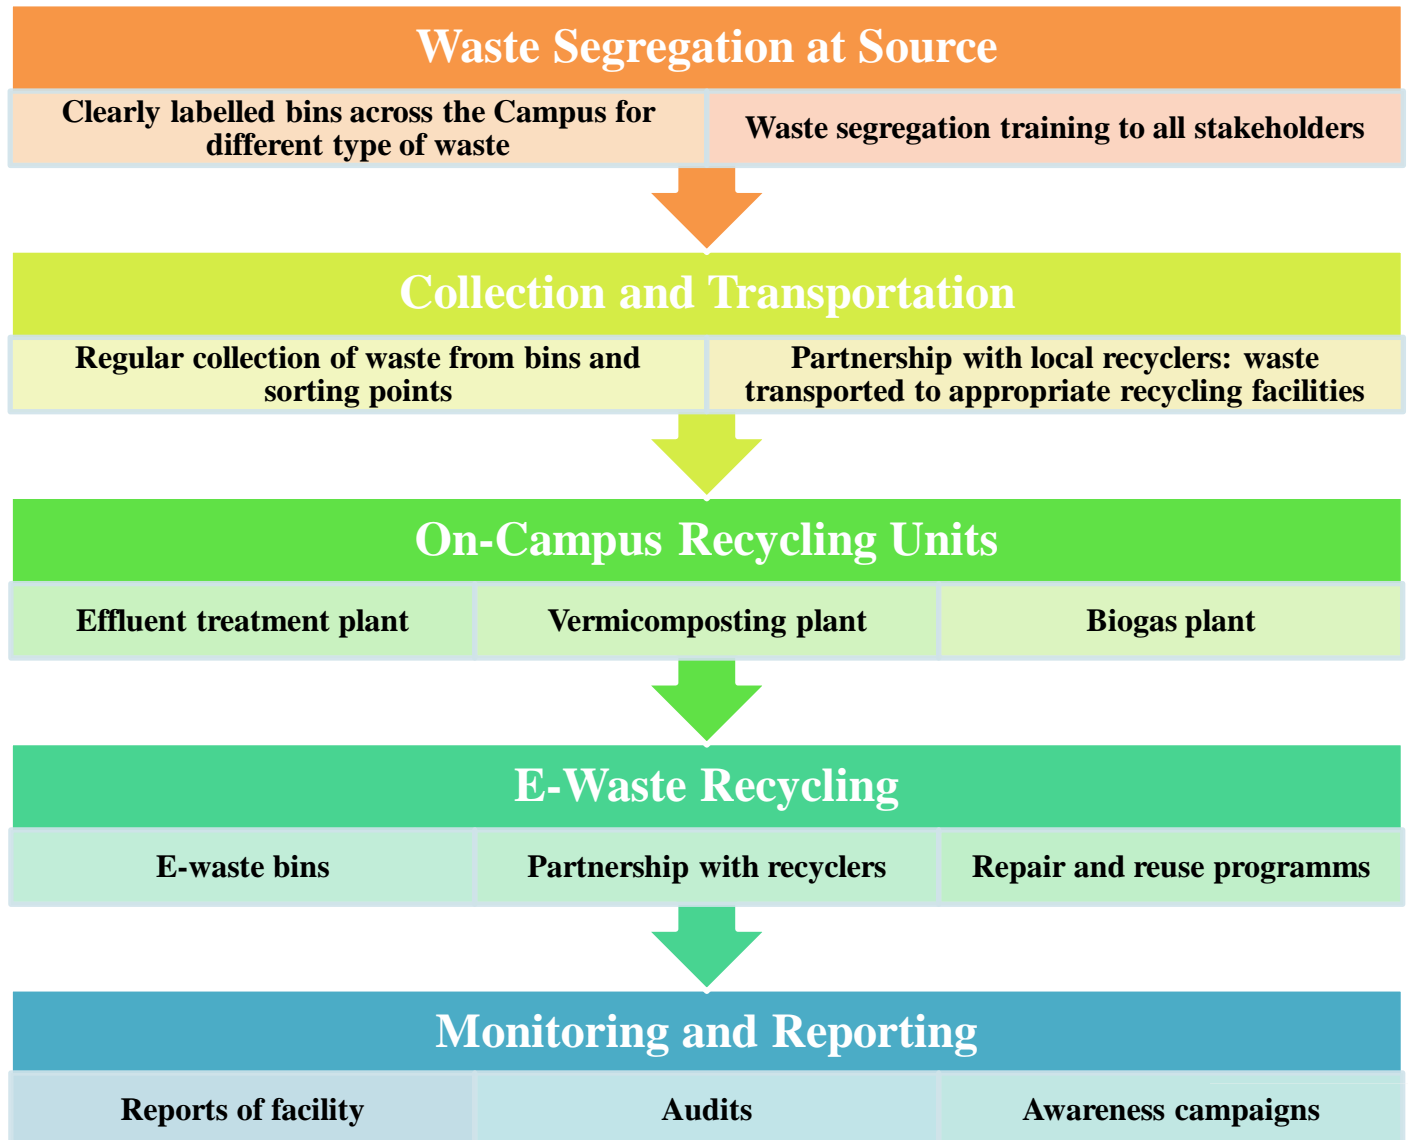 Waste Segregation at Source
Clearly labelled bins across the Campus for
different type of waste
Waste segregation training to all stakeholders
Collection and Transportation
Regular collection of waste from bins and
sorting points
Partnership with local recyclers: waste
transported to appropriate recycling facilities
On-Campus Recycling Units
Effluent treatment plant
Vermicomposting plant
Biogas plant
E-Waste Recycling
E-waste bins
Partnership with recyclers
Repair and reuse programms
Monitoring and Reporting
Reports of facility
Audits
Awareness campaigns